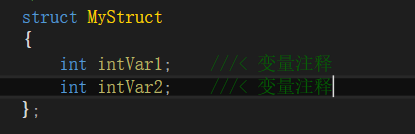 struct MyStruct
{
    int intVar1;    ///< 变量注释
    int intVar2;    ///< 变量注释
};